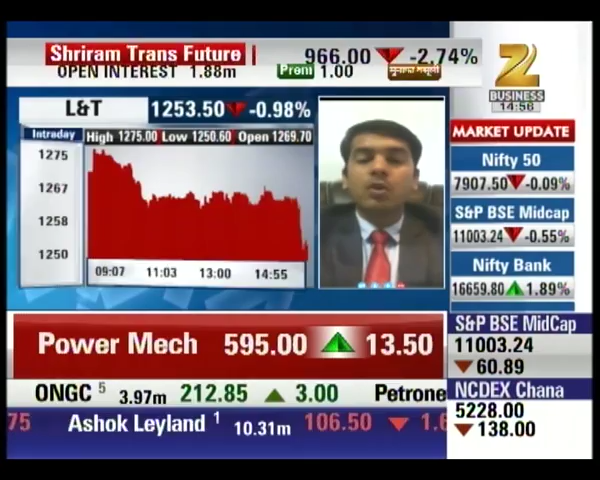 Shriram Trans Future
966.00 -2.74%
OPEN INTEREST 1.88m
Prem 1.00
Z
BUSINESS
14:56
L&T 1253.50 -0.98%
Intraday High 1275.00 Low 1250.60 Open 1269.70
1275
1267
1258
1250
09:07 11:03 13:00 14:55
MARKET UPDATE
Nifty 50
7907.50 -0.09%
S&P BSE Midcap
11003.24 -0.55%
Nifty Bank
16659.80 1.89%
Power Mech 595.00 13.50
S&P BSE MidCap
11003.24
60.89
NCDEX Chana
5228.00
138.00
ONGC 5 3.97m 212.85 3.00 Petrone
75 Ashok Leyland 1 10.31m 106.50 1.6